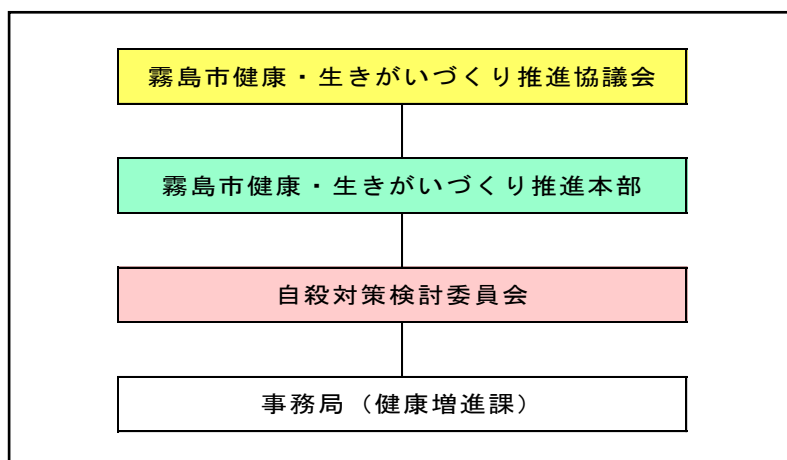 霧島市健康・生きがいづくり推進協議会
霧島市健康・生きがいづくり推進本部
自殺対策検討委員会
事務局（健康増進課）